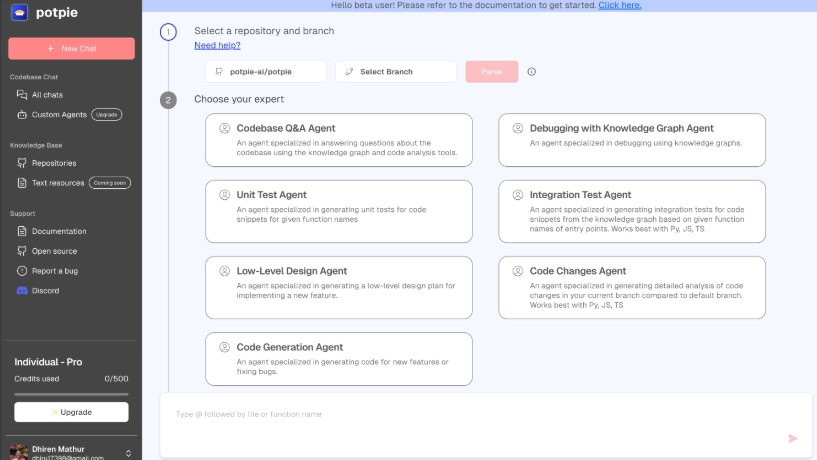 potpie
Hello beta user! Please refer to the documentation to get started. Click here.
+ New Chat
Codebase Chat
All chats
Custom Agents Upgrade
Knowledge Base
Repositories
Text resources Coming soon
Support
Documentation
Open source
Report a bug
Discord
Individual - Pro
Credits used 0/500
Upgrade
Dhiren Mathur
dhiru17398@gmail.com
1 Select a repository and branch
Need help?
potpie-ai/potpie Select Branch Parse
2 Choose your expert
Codebase Q&A Agent
An agent specialized in answering questions about the
codebase using the knowledge graph and code analysis tools.
Debugging with Knowledge Graph Agent
An agent specialized in debugging using knowledge graphs.
Unit Test Agent
An agent specialized in generating unit tests for code
snippets for given function names
Integration Test Agent
An agent specialized in generating integration tests for code
snippets from the knowledge graph based on given function
names of entry points. Works best with Py, JS, TS
Low-Level Design Agent
An agent specialized in generating a low-level design plan for
implementing a new feature.
Code Changes Agent
An agent specialized in generating detailed analysis of code
changes in your current branch compared to default branch.
Works best with Py, JS, TS
Code Generation Agent
An agent specialized in generating code for new features or
fixing bugs.
Type @ followed by file or function name